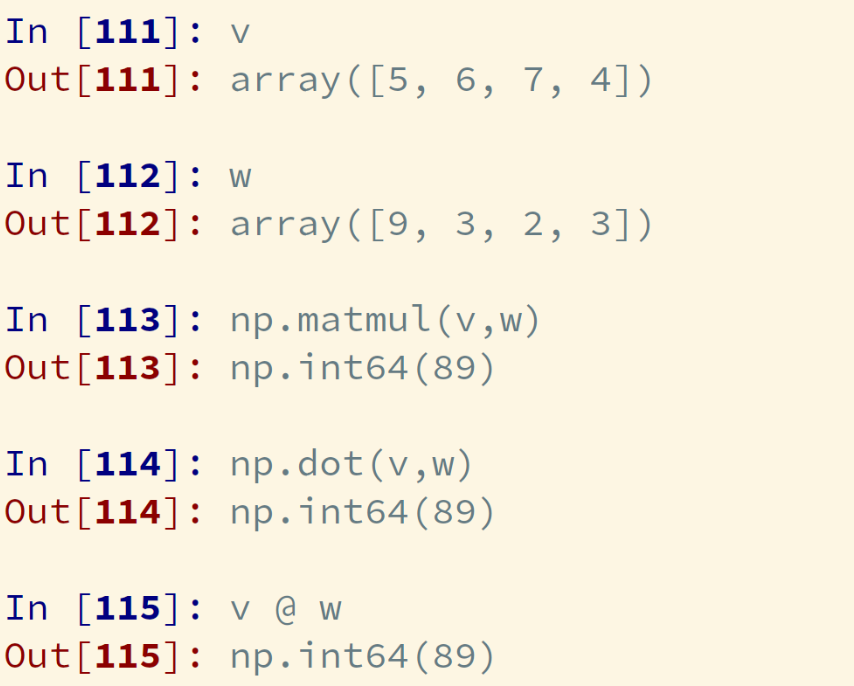 In [111]: v
Out[111]: array([5, 6, 7, 4])
In [112]: w
Out[112]: array([9, 3, 2, 3])
In [113]: np.matmul(v,w)
Out[113]: np.int64(89)
In [114]: np.dot(v,w)
Out[114]: np.int64(89)
In [115]: v @ w
Out[115]: np.int64(89)